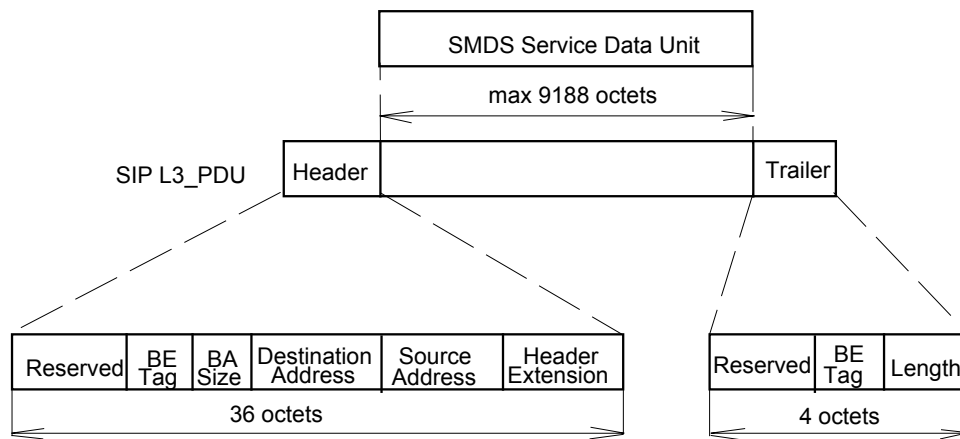 SMDS Service Data Unit
max 9188 octets
SIP L3_PDU
Header
Trailer
Reserved
BE
Tag
BA
Size
Destination
Address
Source
Address
Header
Extension
Reserved
BE
Tag
Length
36 octets
4 octets